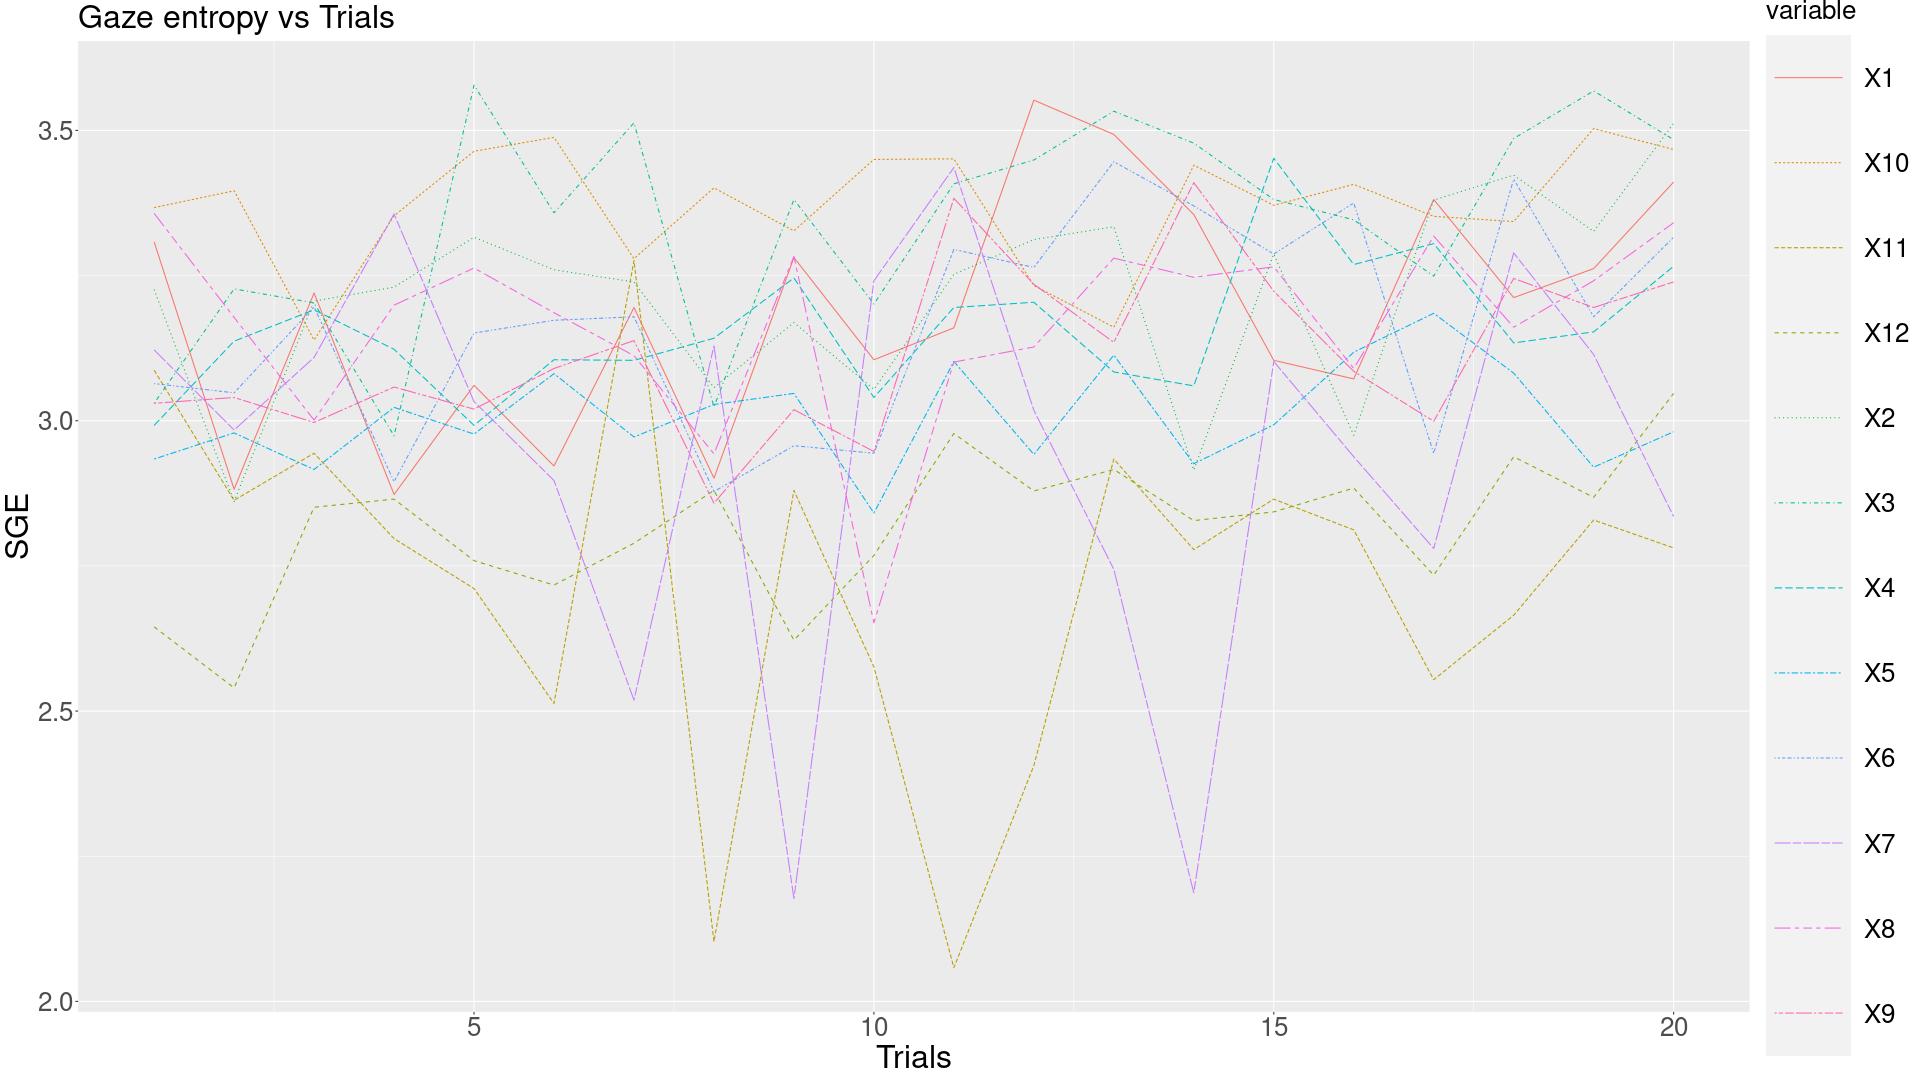 Gaze entropy vs Trials
variable
X1
X10
X11
X12
X2
X3
X4
X5
X6
X7
X8
X9
SGE
3.5
3.0
2.5
2.0
5 10 15 20
Trials